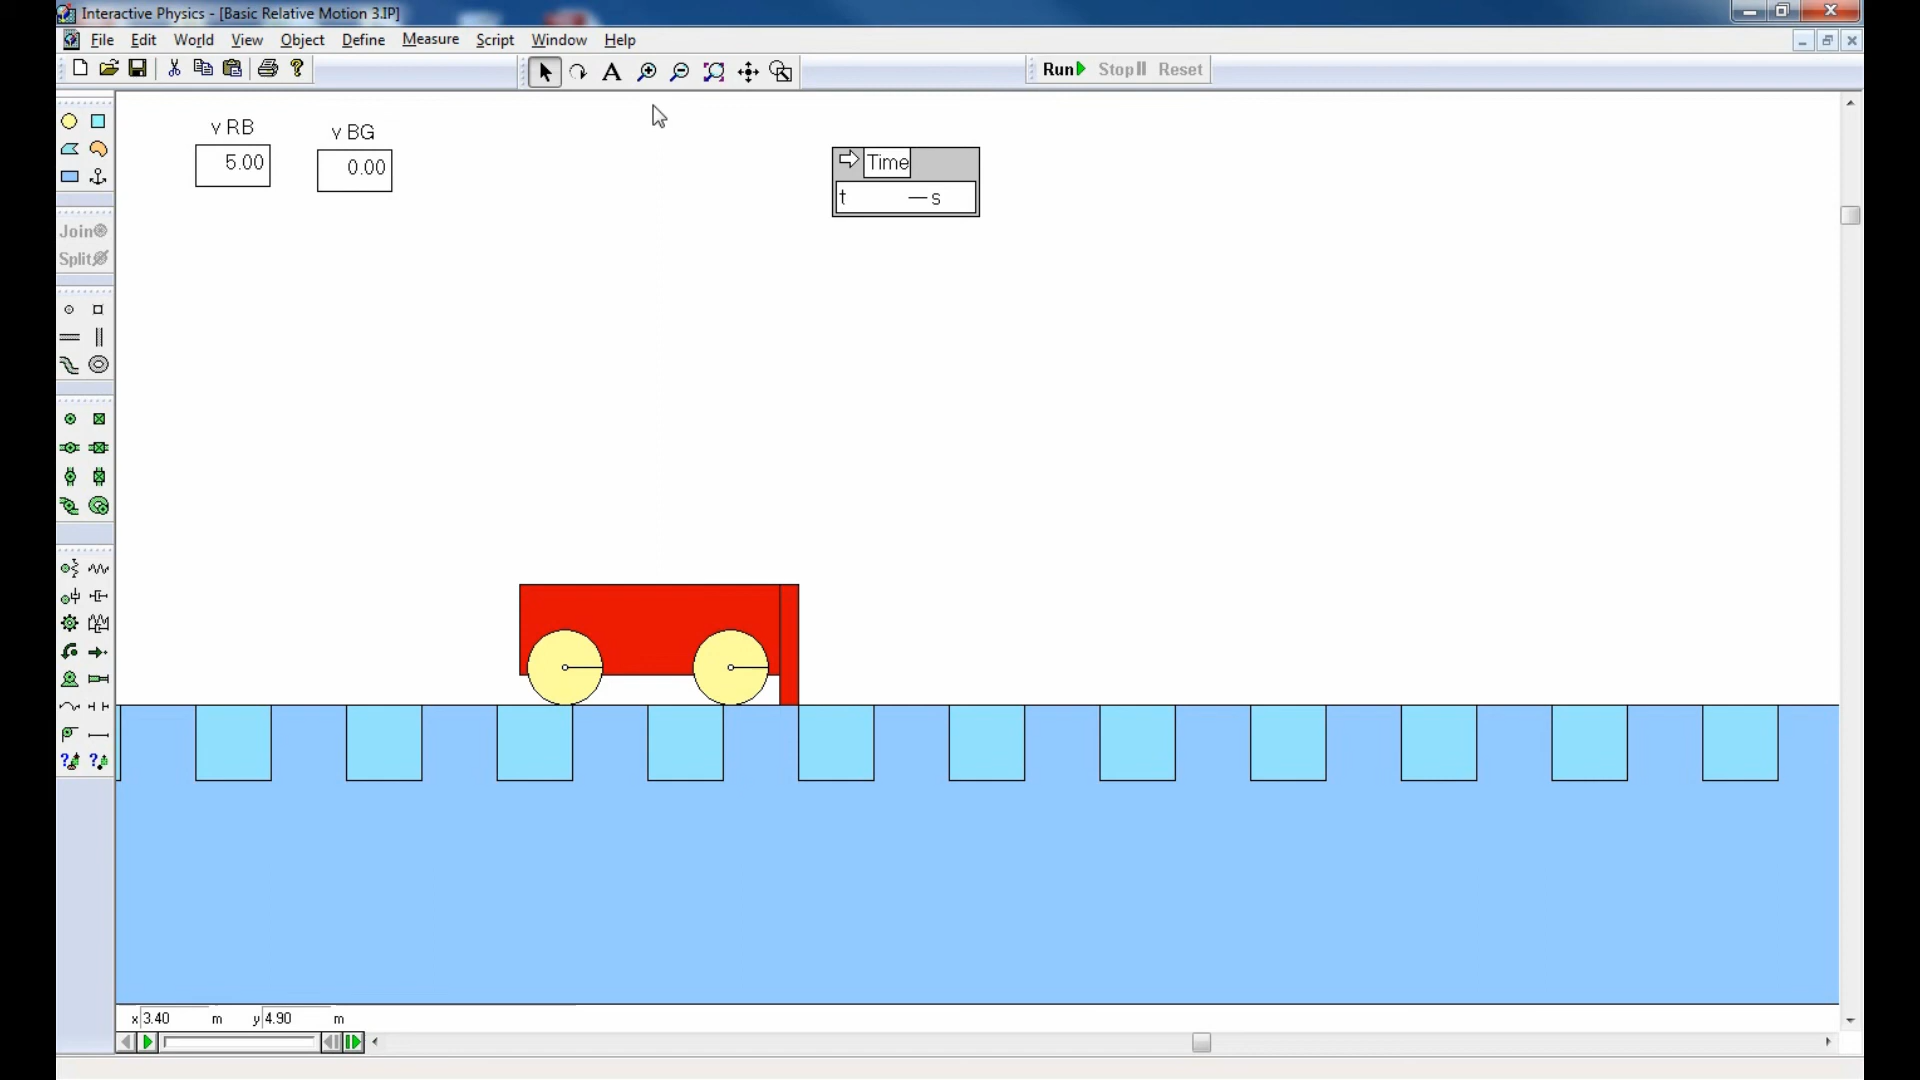 Interactive Physics - [Basic Relative Motion 3.IP]
File Edit World View Object Define Measure Script Window Help
A Run Stop Reset
v RB
5.00
v BG
0.00
Time
t — s
Join
Split
x 3.40 m y 4.90 m